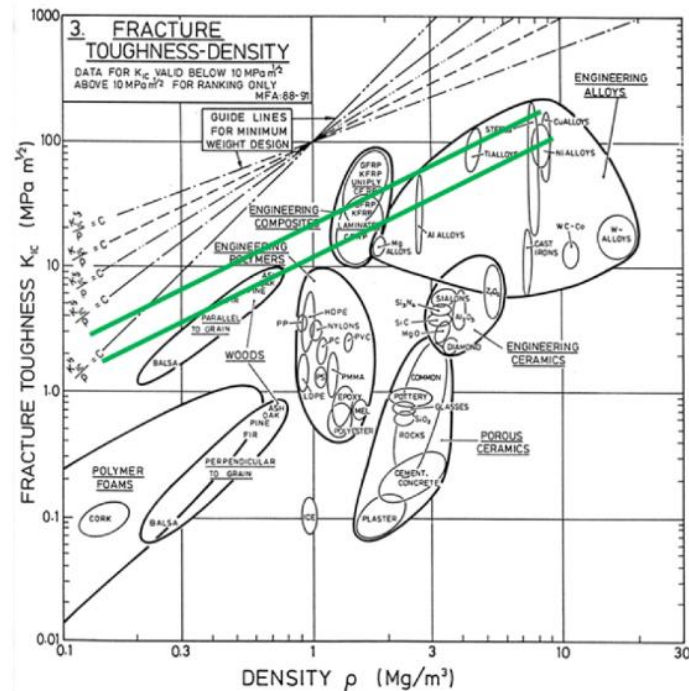 3. FRACTURE
TOUGHNESS-DENSITY
DATA FOR K_IC VALID BELOW 10 MPa m^1/2
ABOVE 10 MPa m^1/2 FOR RANKING ONLY
MFA:88-91
GUIDE LINES
FOR MINIMUM
WEIGHT DESIGN
ENGINEERING
ALLOYS
STEELS
Cu ALLOYS
Ti ALLOYS
Ni ALLOYS
GFRP
KFRP
UNIPLY
CFRP
ENGINEERING
COMPOSITES
GFRP
KFRP
LAMINATES
CFRP
Mg
ALLOYS
Al ALLOYS
CAST
IRONS
WC-Co
W-
ALLOYS
ENGINEERING
POLYMERS
ASH
OAK
PINE
FIR
PARALLEL
TO GRAIN
BALSA
WOODS
PP
HDPE
NYLONS
PC
PVC
PS
PMMA
LDPE
EPOXY
MEL
POLYESTER
Si3N4
SIALONS
ZrO2
SiC
Al2O3
MgO
DIAMOND
ENGINEERING
CERAMICS
COMMON
POTTERY
GLASSES
SiO2
ROCKS
POROUS
CERAMICS
CEMENT
CONCRETE
PLASTER
ICE
ASH
OAK
PINE
FIR
PERPENDICULAR
TO GRAIN
BALSA
POLYMER
FOAMS
CORK
FRACTURE TOUGHNESS K_IC (MPa m^1/2)
1000
100
10
1.0
0.1
0.01
0.1
0.3
1
3
10
30
DENSITY ρ (Mg/m³)